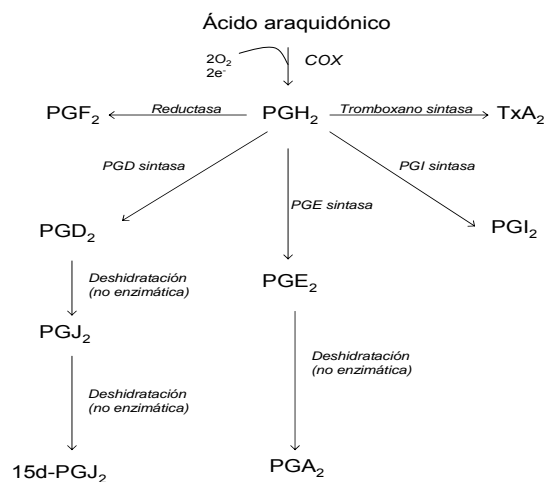 Ácido araquidónico
2O₂
2e⁻
COX
PGF₂
Reductasa
PGH₂
Tromboxano sintasa
TxA₂
PGD sintasa
PGI sintasa
PGE sintasa
PGD₂
PGI₂
Deshidratación
(no enzimática)
PGE₂
PGJ₂
Deshidratación
(no enzimática)
Deshidratación
(no enzimática)
15d-PGJ₂
PGA₂